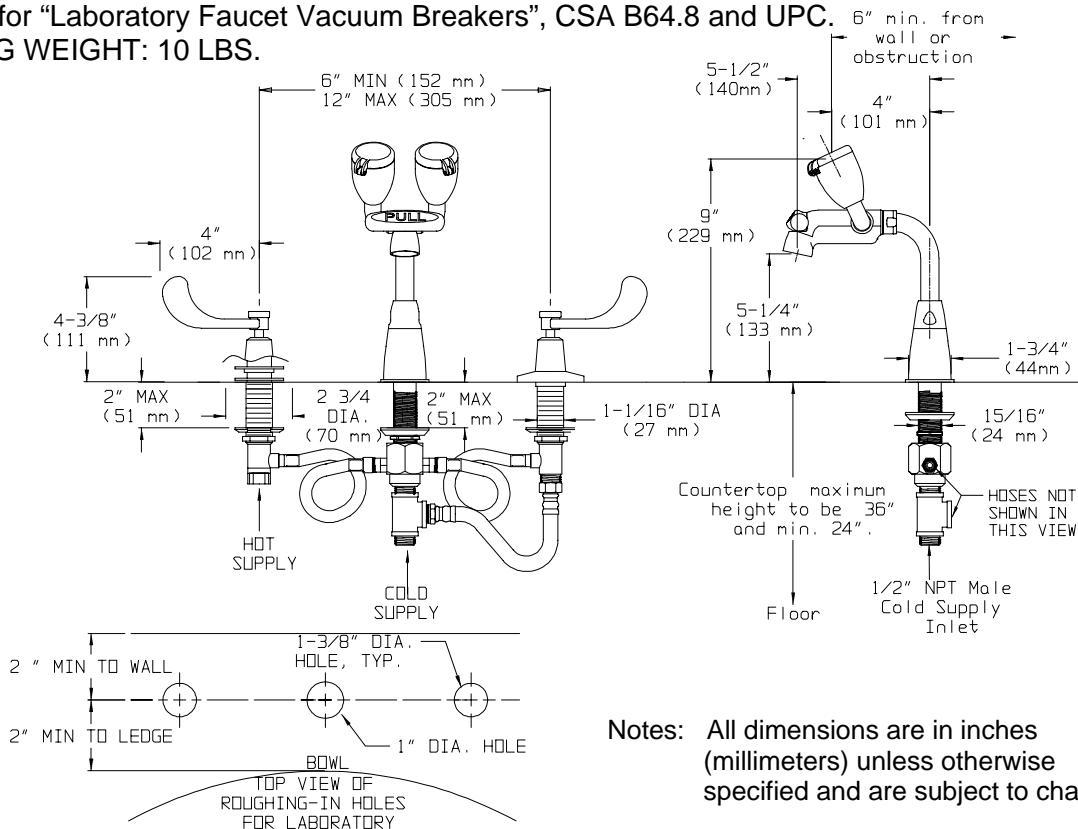 for “Laboratory Faucet Vacuum Breakers”, CSA B64.8 and UPC.
G WEIGHT: 10 LBS.
6" MIN (152 mm)
12" MAX (305 mm)
4"
(102 mm)
4-3/8"
(111 mm)
PULL
2" MAX
(51 mm)
2 3/4
DIA.
(70 mm)
2" MAX
(51 mm)
1-1/16" DIA
(27 mm)
HOT
SUPPLY
COLD
SUPPLY
6" min. from
wall or
obstruction
5-1/2"
(140mm)
4"
(101 mm)
9"
(229 mm)
5-1/4"
(133 mm)
1-3/4"
(44mm)
15/16"
(24 mm)
Countertop maximum
height to be 36"
and min. 24".
HOSES NOT
SHOWN IN
THIS VIEW
Floor
1/2" NPT Male
Cold Supply
Inlet
2 " MIN TO WALL
1-3/8" DIA.
HOLE, TYP.
2" MIN TO LEDGE
1" DIA. HOLE
BOWL
TOP VIEW OF
ROUGHING-IN HOLES
FOR LABORATORY
Notes: All dimensions are in inches
(millimeters) unless otherwise
specified and are subject to cha